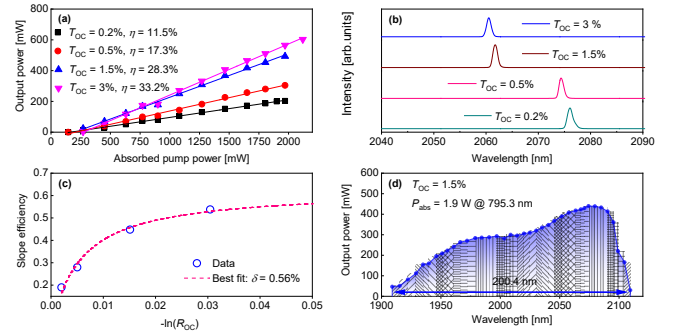 (a)
T_OC = 0.2%, η = 11.5%
T_OC = 0.5%, η = 17.3%
T_OC = 1.5%, η = 28.3%
T_OC = 3%, η = 33.2%
Output power [mW]
600
400
200
0
0 250 500 750 1000 1250 1500 1750 2000
Absorbed pump power [mW]
(b)
T_OC = 3 %
T_OC = 1.5%
T_OC = 0.5%
T_OC = 0.2%
Intensity [arb.units]
2040 2050 2060 2070 2080 2090
Wavelength [nm]
(c)
Slope efficiency
0.7
0.6
0.5
0.4
0.3
0.2
Data
Best fit: δ = 0.56%
0.00 0.01 0.02 0.03 0.04 0.05
-ln(R_OC)
(d)
T_OC = 1.5%
P_abs = 1.9 W @ 795.3 nm
Output power [mW]
600
500
400
300
200
100
0
200.4 nm
1900 1950 2000 2050 2100
Wavelength [nm]